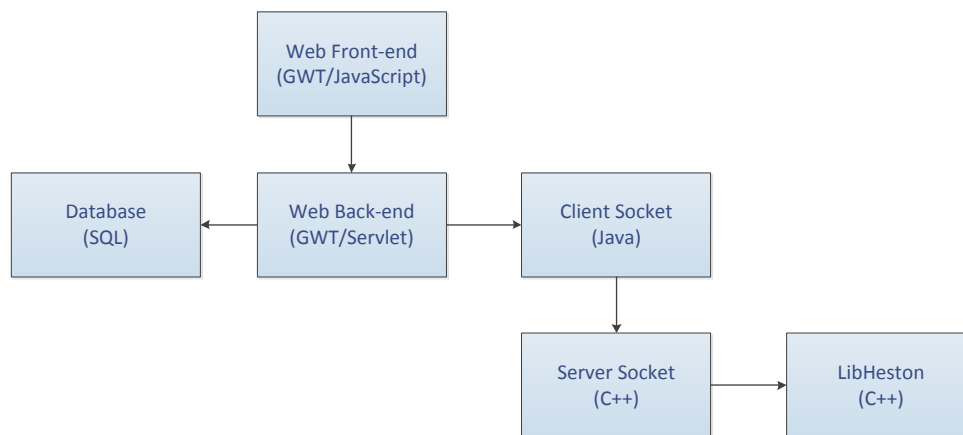 Web Front-end
(GWT/JavaScript)
Database
(SQL)
Web Back-end
(GWT/Servlet)
Client Socket
(Java)
Server Socket
(C++)
LibHeston
(C++)